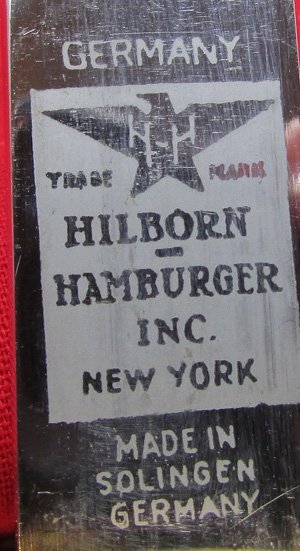 GERMANY
H-H
TRADE MARK
HILBORN
-
HAMBURGER
INC.
NEW YORK
MADE IN
SOLINGEN
GERMANY